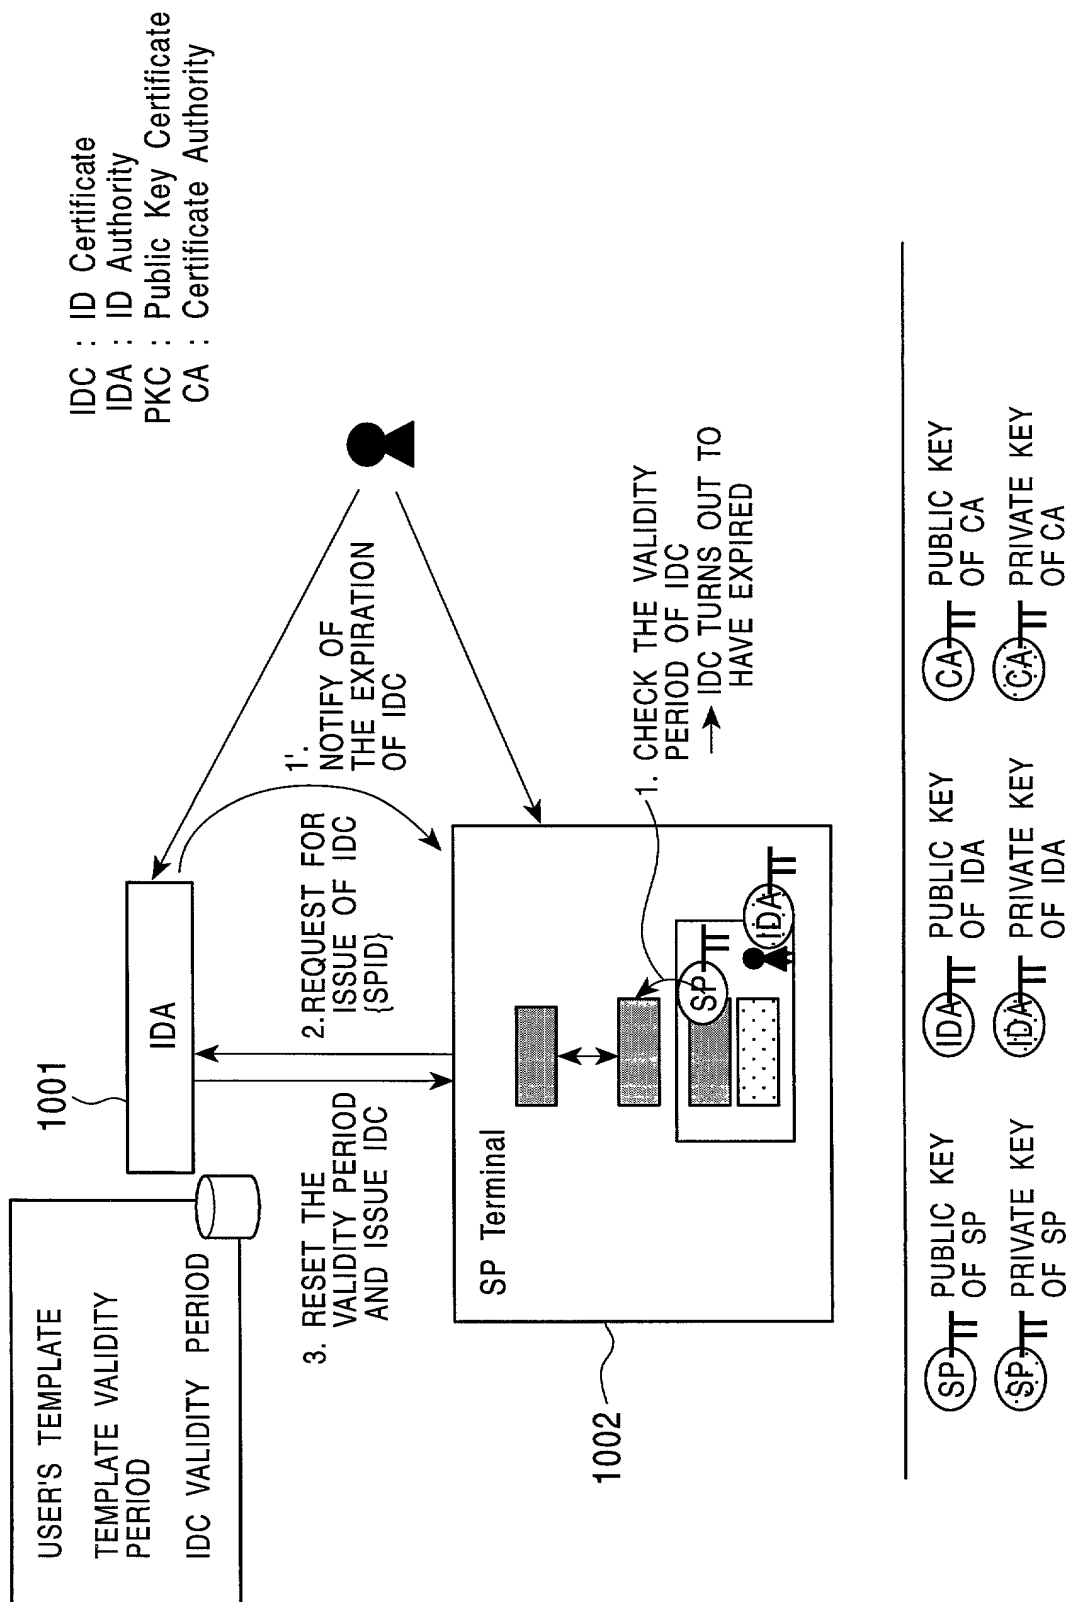 IDC : ID Certificate
IDA : ID Authority
PKC : Public Key Certificate
CA : Certificate Authority
USER'S TEMPLATE
TEMPLATE VALIDITY
PERIOD
IDC VALIDITY PERIOD
1001
IDA
1'.
NOTIFY OF
THE EXPIRATION
OF IDC
2.REQUEST FOR
ISSUE OF IDC
{SPID}
3. RESET THE
VALIDITY PERIOD
AND ISSUE IDC
1. CHECK THE VALIDITY
PERIOD OF IDC
IDC TURNS OUT TO
HAVE EXPIRED
SP Terminal
SP
IDA
1002
SP PUBLIC KEY
OF SP
IDA PUBLIC KEY
OF IDA
CA PUBLIC KEY
OF CA
SP PRIVATE KEY
OF SP
IDA PRIVATE KEY
OF IDA
CA PRIVATE KEY
OF CA